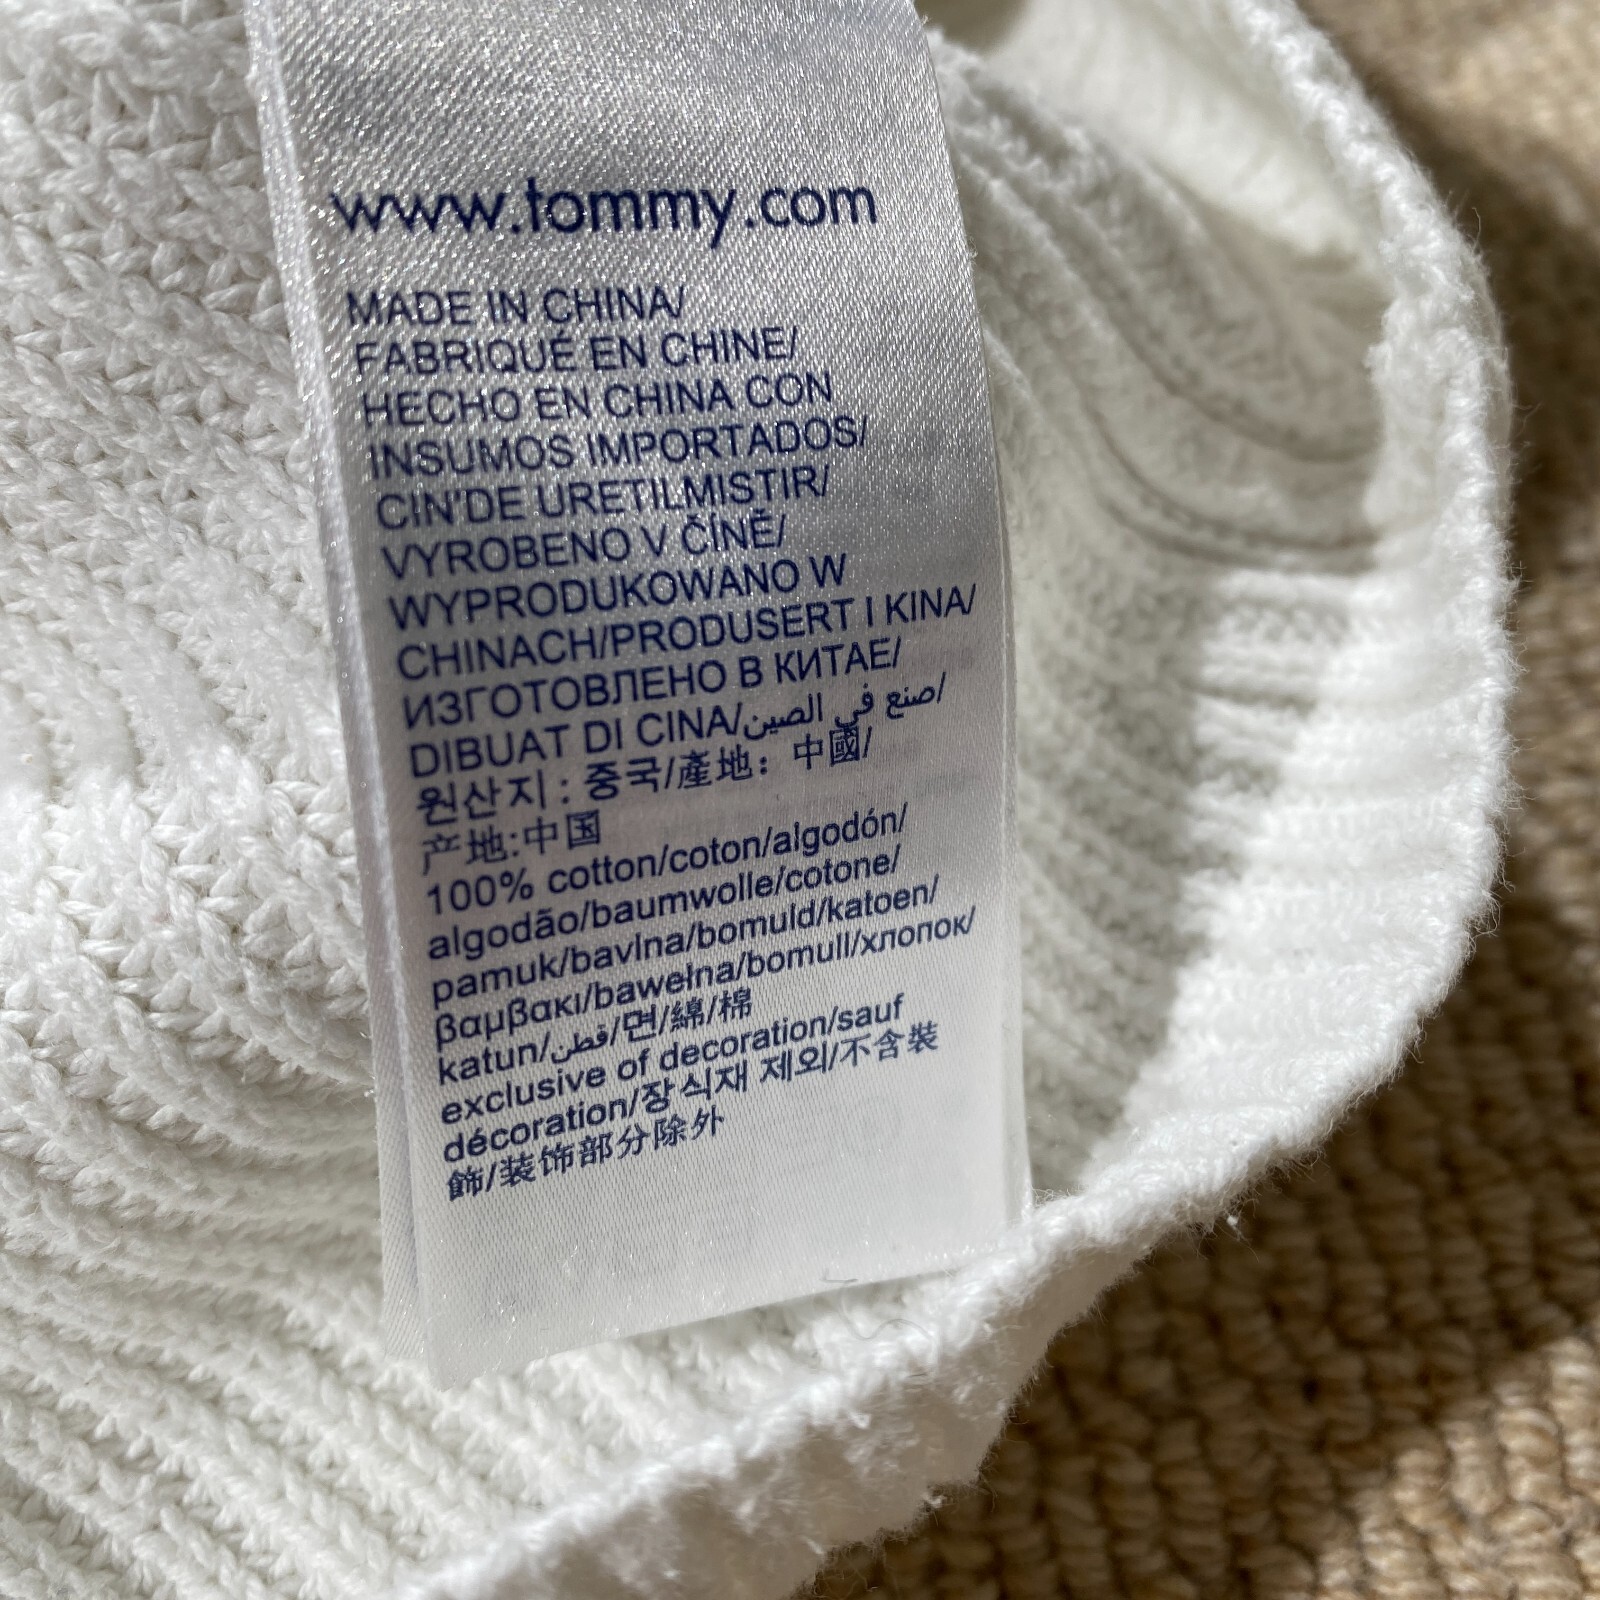 www.tommy.com
MADE IN CHINA/
FABRIQUÉ EN CHINE/
HECHO EN CHINA CON
INSUMOS IMPORTADOS/
CIN'DE URETILMISTIR/
VYROBENO V ČÍNĚ/
WYPRODUKOWANO W
CHINACH/PRODUSERT I KINA/
ИЗГОТОВЛЕНО В КИТАЕ/
DIBUAT DI CINA/صنع في الصين/
원산지 : 중국/產地：中國/
产地:中国
100% cotton/coton/algodón/
algodão/baumwolle/cotone/
pamuk/bavlna/bomuld/katoen/
βαμβακι/bawełna/bomull/хлопок/
katun/قطن/면/綿/棉
exclusive of decoration/sauf
décoration/장식재 제외/不含裝
飾/装饰部分除外